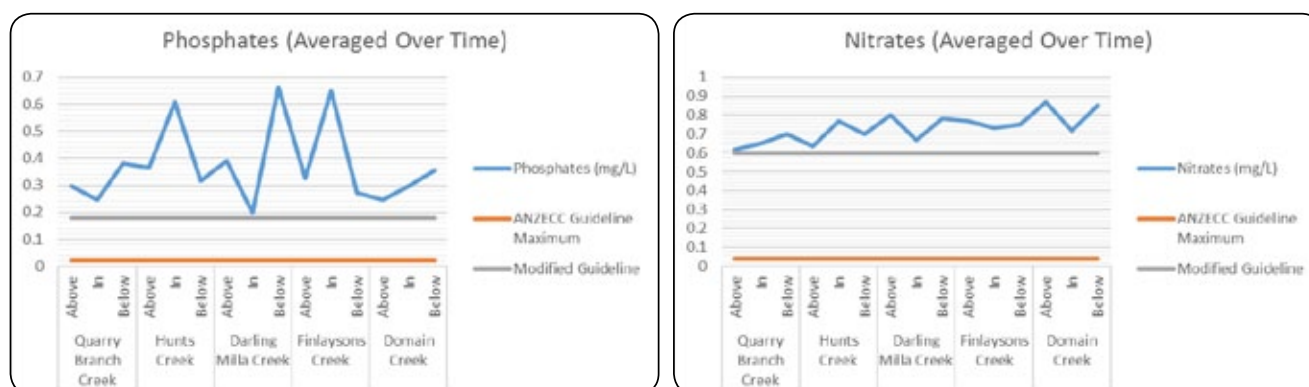 Phosphates (Averaged Over Time)
0.7
0.6
0.5
0.4
0.3
0.2
0.1
0
Phosphates (mg/L)
ANZECC Guideline
Maximum
Modified Guideline
Above
In
Below
Above
In
Below
Above
In
Below
Above
In
Below
Above
In
Below
Quarry
Branch
Creek
Hunts
Creek
Darling
Milla Creek
Finlaysons
Creek
Domain
Creek
Nitrates (Averaged Over Time)
1
0.9
0.8
0.7
0.6
0.5
0.4
0.3
0.2
0.1
0
Nitrates (mg/L)
ANZECC Guideline
Maximum
Modified Guideline
Above
In
Below
Above
In
Below
Above
In
Below
Above
In
Below
Above
In
Below
Quarry
Branch
Creek
Hunts
Creek
Darling
Milla Creek
Finlaysons
Creek
Domain
Creek